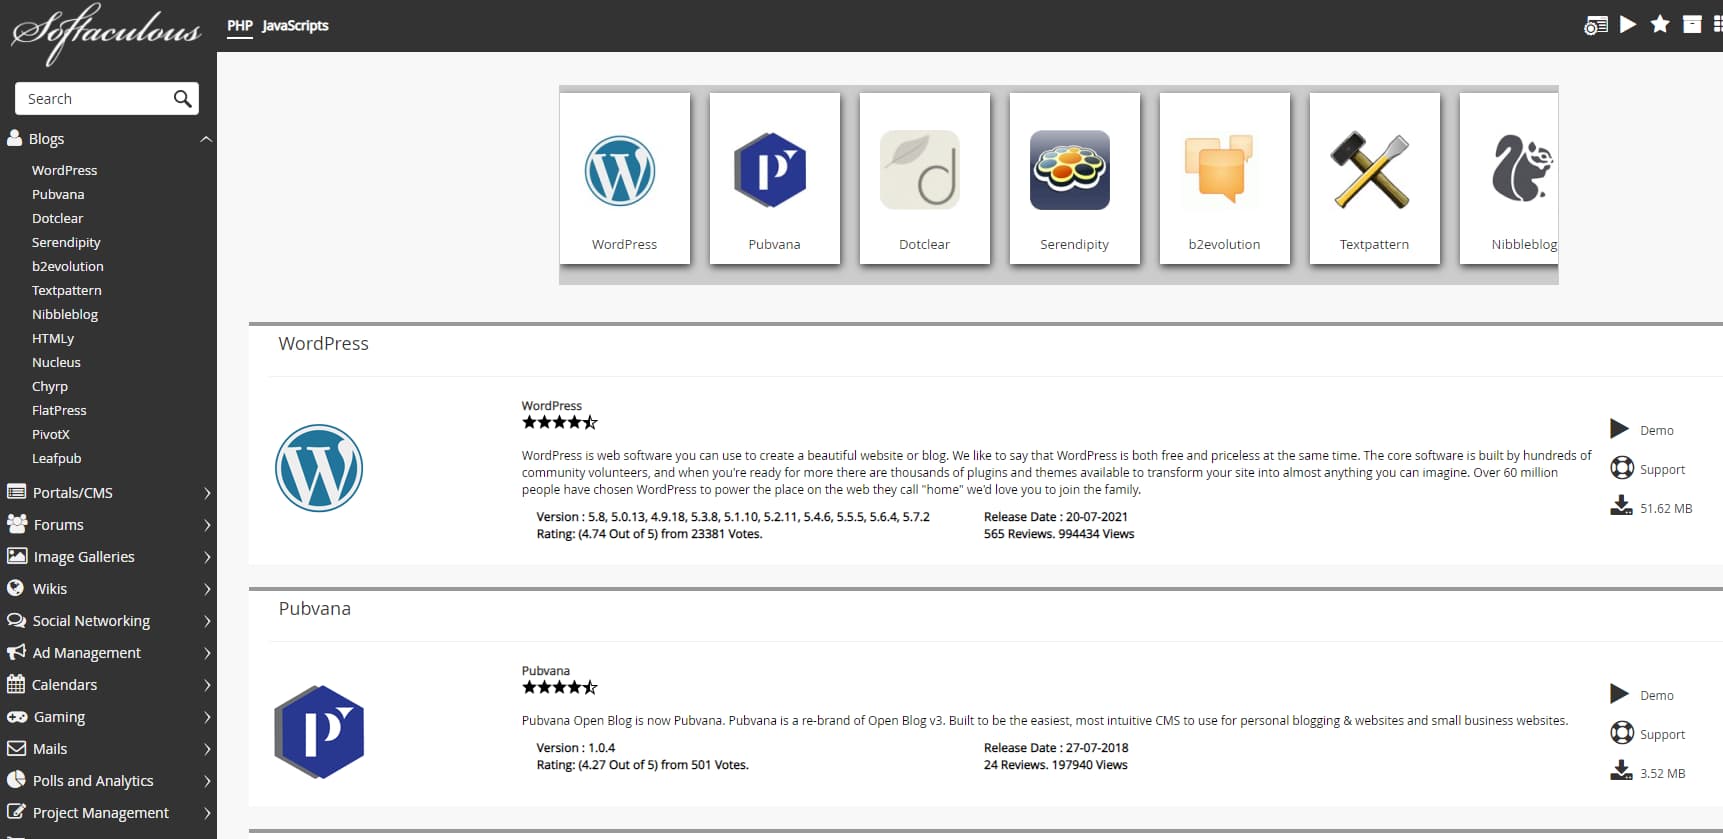 Softaculous
PHP JavaScripts
Search
Blogs
WordPress
Pubvana
Dotclear
Serendipity
b2evolution
Textpattern
Nibbleblog
HTMLy
Nucleus
Chyrp
FlatPress
PivotX
Leafpub
Portals/CMS
Forums
Image Galleries
Wikis
Social Networking
Ad Management
Calendars
Gaming
Mails
Polls and Analytics
Project Management
WordPress
Pubvana
Dotclear
Serendipity
b2evolution
Textpattern
Nibbleblog
WordPress
WordPress
WordPress is web software you can use to create a beautiful website or blog. We like to say that WordPress is both free and priceless at the same time. The core software is built by hundreds of
community volunteers, and when you're ready for more there are thousands of plugins and themes available to transform your site into almost anything you can imagine. Over 60 million
people have chosen WordPress to power the place on the web they call "home" we'd love you to join the family.
Version : 5.8, 5.0.13, 4.9.18, 5.3.8, 5.1.10, 5.2.11, 5.4.6, 5.5.5, 5.6.4, 5.7.2
Release Date : 20-07-2021
Rating: (4.74 Out of 5) from 23381 Votes.
565 Reviews. 994434 Views
Demo
Support
51.62 MB
Pubvana
Pubvana
Pubvana Open Blog is now Pubvana. Pubvana is a re-brand of Open Blog v3. Built to be the easiest, most intuitive CMS to use for personal blogging & websites and small business websites.
Version : 1.0.4
Release Date : 27-07-2018
Rating: (4.27 Out of 5) from 501 Votes.
24 Reviews. 197940 Views
Demo
Support
3.52 MB